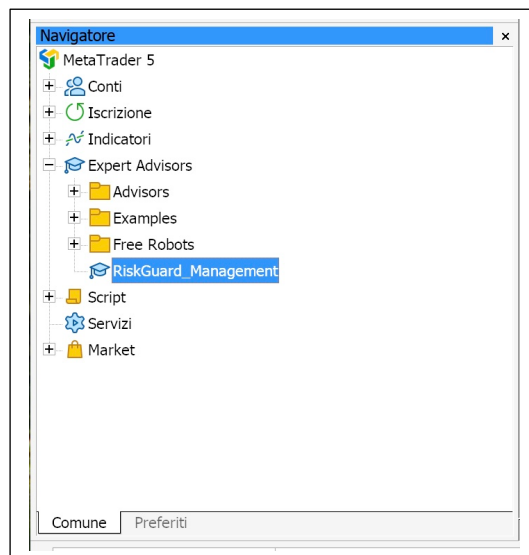 Navigatore
MetaTrader 5
Conti
Iscrizione
Indicatori
Expert Advisors
Advisors
Examples
Free Robots
RiskGuard_Management
Script
Servizi
Market
Comune Preferiti